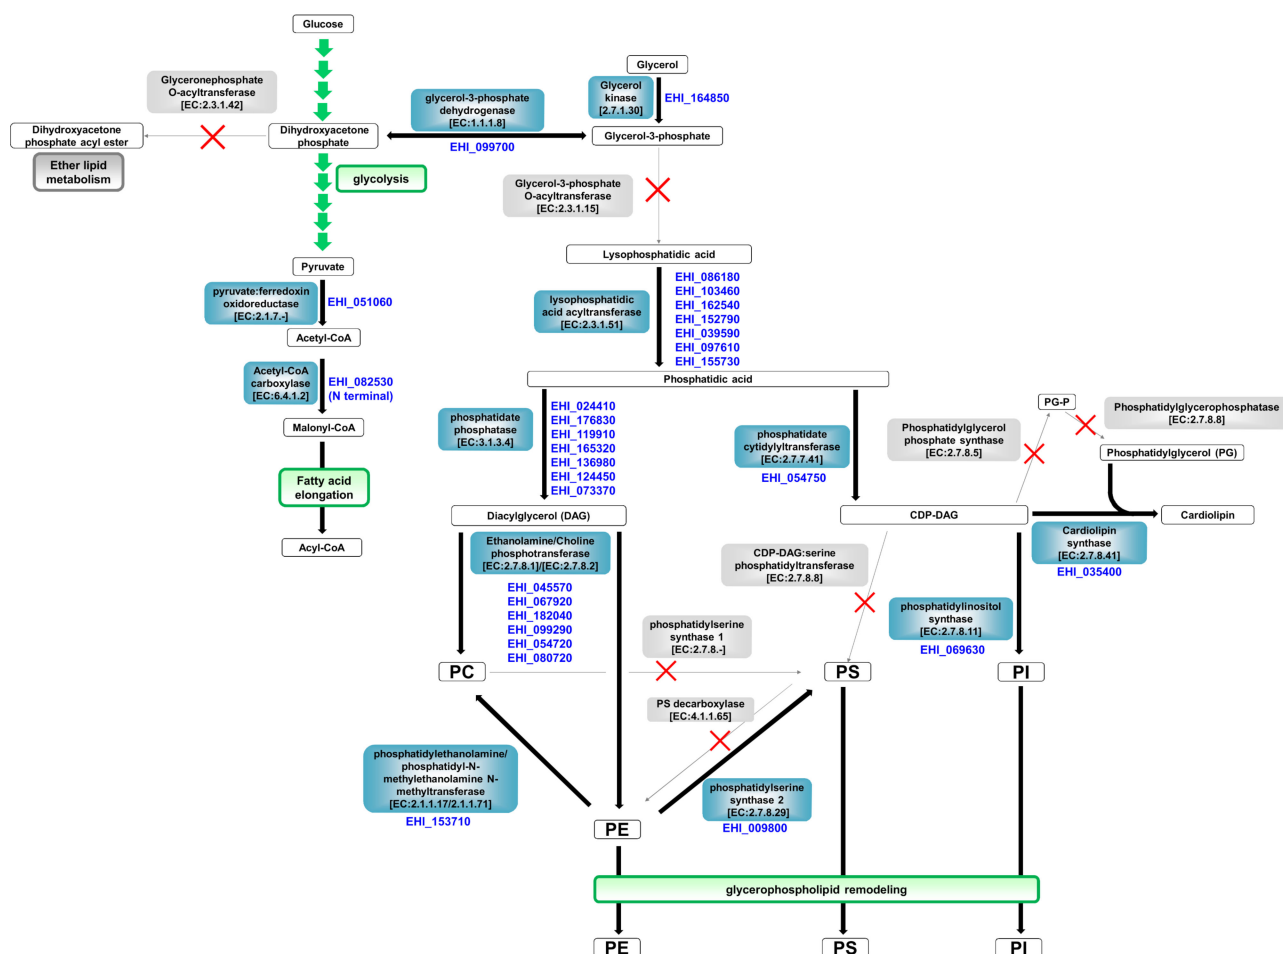 Glucose
Glyceronephosphate
O-acyltransferase
[EC:2.3.1.42]
Dihydroxyacetone
phosphate acyl ester
Ether lipid
metabolism
Dihydroxyacetone
phosphate
glycerol-3-phosphate
dehydrogenase
[EC:1.1.1.8]
EHI_099700
Glycerol
Glycerol
kinase
[2.7.1.30]
EHI_164850
Glycerol-3-phosphate
glycolysis
Glycerol-3-phosphate
O-acyltransferase
[EC:2.3.1.15]
Lysophosphatidic acid
Pyruvate
pyruvate:ferredoxin
oxidoreductase
[EC:2.1.7.-]
EHI_051060
Acetyl-CoA
lysophosphatidic
acid acyltransferase
[EC:2.3.1.51]
EHI_086180
EHI_103460
EHI_162540
EHI_152790
EHI_039590
EHI_097610
EHI_155730
Acetyl-CoA
carboxylase
[EC:6.4.1.2]
EHI_082530
(N terminal)
Malonyl-CoA
Fatty acid
elongation
Acyl-CoA
Phosphatidic acid
phosphatidate
phosphatase
[EC:3.1.3.4]
EHI_024410
EHI_176830
EHI_119910
EHI_165320
EHI_136980
EHI_124450
EHI_073370
phosphatidate
cytidylyltransferase
[EC:2.7.7.41]
EHI_054750
PG-P
Phosphatidylglycerol
phosphate synthase
[EC:2.7.8.5]
Phosphatidylglycerophosphatase
[EC:2.7.8.8]
Phosphatidylglycerol (PG)
Diacylglycerol (DAG)
CDP-DAG
Cardiolipin
Cardiolipin
synthase
[EC:2.7.8.41]
EHI_035400
Ethanolamine/Choline
phosphotransferase
[EC:2.7.8.1]/[EC:2.7.8.2]
EHI_045570
EHI_067920
EHI_182040
EHI_099290
EHI_054720
EHI_080720
CDP-DAG:serine
phosphatidyltransferase
[EC:2.7.8.8]
phosphatidylinositol
synthase
[EC:2.7.8.11]
EHI_069630
phosphatidylserine
synthase 1
[EC:2.7.8.-]
PC
PS
PI
PS decarboxylase
[EC:4.1.1.65]
phosphatidylethanolamine/
phosphatidyl-N-
methylethanolamine N-
methyltransferase
[EC:2.1.1.17/2.1.1.71]
EHI_153710
phosphatidylserine
synthase 2
[EC:2.7.8.29]
EHI_009800
PE
glycerophospholipid remodeling
PE
PS
PI